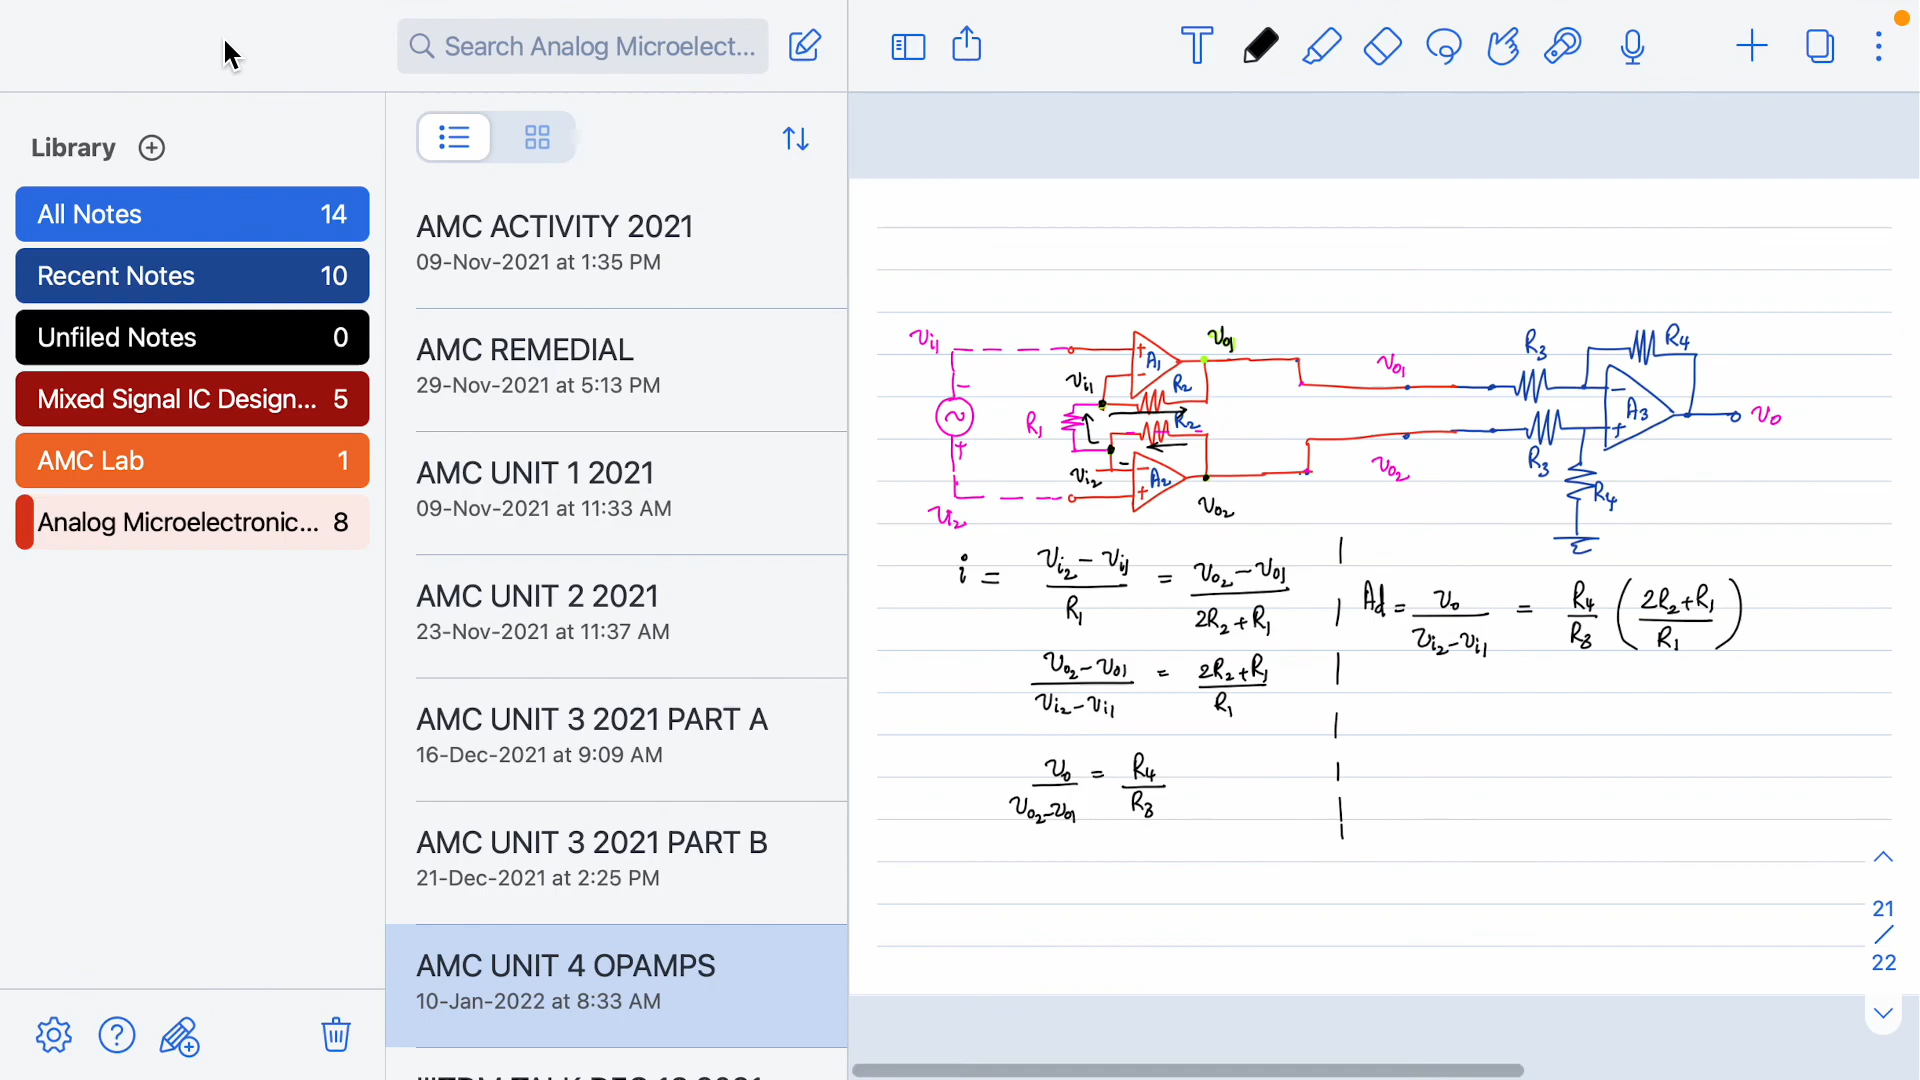 Search Analog Microelect...
Library
All Notes 14
Recent Notes 10
Unfiled Notes 0
Mixed Signal IC Design... 5
AMC Lab 1
Analog Microelectronic... 8
AMC ACTIVITY 2021
09-Nov-2021 at 1:35 PM
AMC REMEDIAL
29-Nov-2021 at 5:13 PM
AMC UNIT 1 2021
09-Nov-2021 at 11:33 AM
AMC UNIT 2 2021
23-Nov-2021 at 11:37 AM
AMC UNIT 3 2021 PART A
16-Dec-2021 at 9:09 AM
AMC UNIT 3 2021 PART B
21-Dec-2021 at 2:25 PM
AMC UNIT 4 OPAMPS
10-Jan-2022 at 8:33 AM
T
vi1 + A1 - vo1
vi1 R2
R1 R2
vi2 - A2 +
vo2
v2
vo1
vo2
R3 R4
- A3 + vo
R3
R4
i = (vi2 - vi1)/R1 = (vo2 - vo1)/(2R2 + R1)
(vo2 - vo1)/(vi2 - vi1) = (2R2 + R1)/R1
vo/(vo2 - vo1) = R4/R3
Ad = vo/(vi2 - vi1) = R4/R3 ((2R2 + R1)/R1)
21
/
22